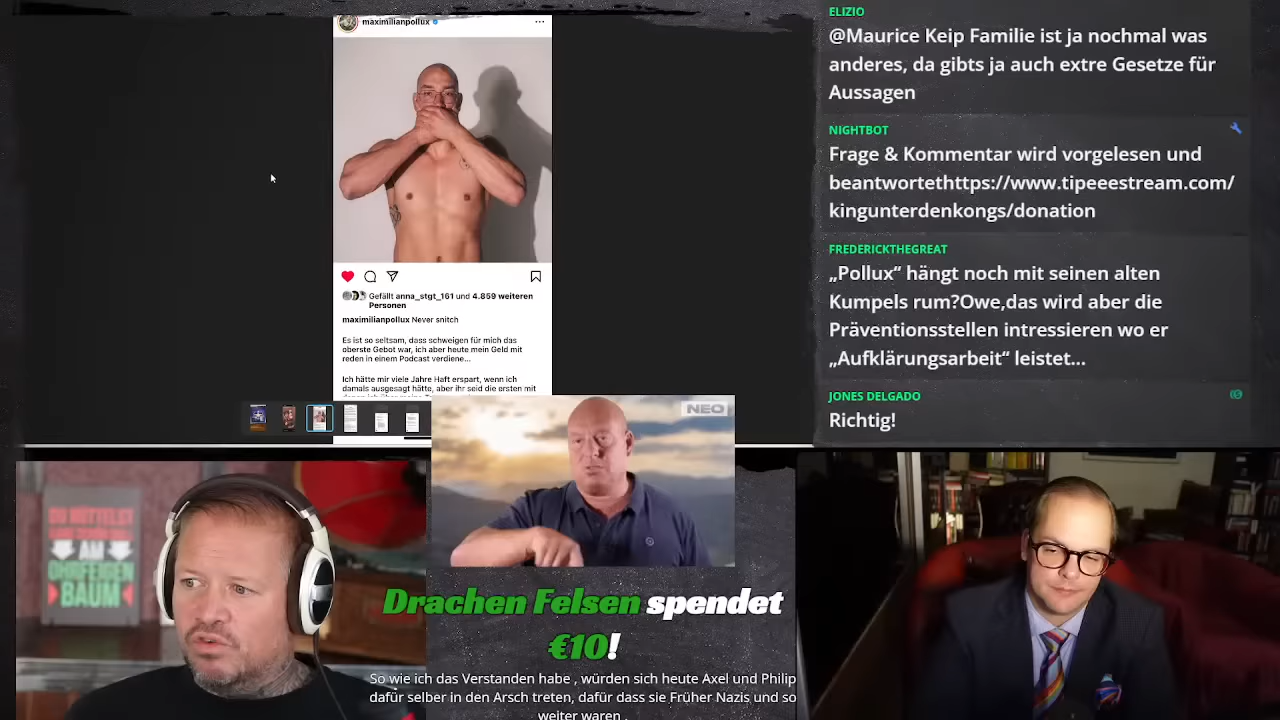 maximilianpollux
Gefällt anna_stgt_161 und 4.859 weiteren
Personen
maximilianpollux Never snitch
Es ist so seltsam, dass schweigen für mich das
oberste Gebot war, ich aber heute mein Geld mit
reden in einem Podcast verdiene...
Ich hätte mir viele Jahre Haft erspart, wenn ich
damals ausgesagt hätte, aber ihr seid die ersten mit
ELIZIO
@Maurice Keip Familie ist ja nochmal was
anderes, da gibts ja auch extre Gesetze für
Aussagen
NIGHTBOT
Frage & Kommentar wird vorgelesen und
beantwortethttps://www.tipeeestream.com/
kingunterdenkongs/donation
FREDERICKTHEGREAT
„Pollux“ hängt noch mit seinen alten
Kumpels rum?Owe,das wird aber die
Präventionsstellen intressieren wo er
„Aufklärungsarbeit“ leistet...
JONES DELGADO
Richtig!
NEO
DU RÜTTELST
AM
OHRFEIGEN
BAUM
Drachen Felsen spendet
€10!
So wie ich das Verstanden habe , würden sich heute Axel und Philip
dafür selber in den Arsch treten, dafür dass sie Früher Nazis und so
weiter waren .